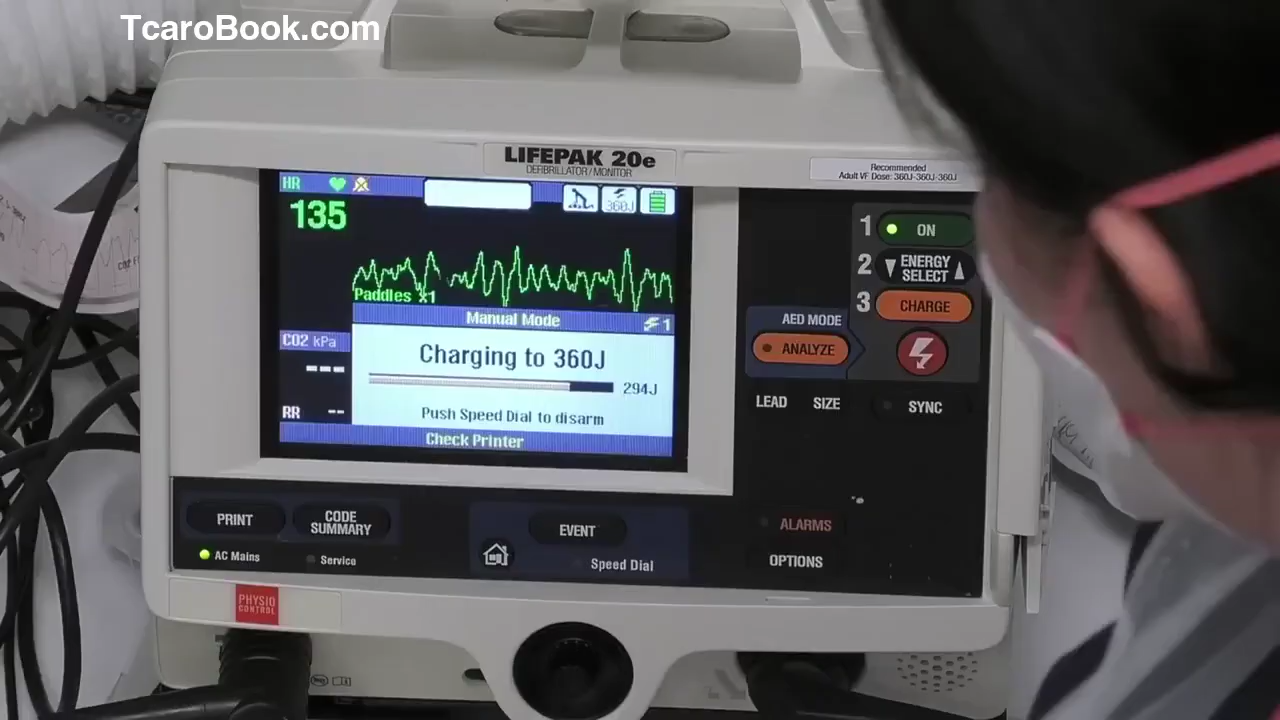 TcaroBook.com
LIFEPAK 20e
DEFIBRILLATOR/MONITOR
Recommended
Adult VF Dose: 360J-360J-360J
HR
135
360J
Paddles x1
Manual Mode
1
CO2 kPa
---
Charging to 360J
294J
RR --
Push Speed Dial to disarm
Check Printer
1 ON
2 ENERGY
SELECT
3 CHARGE
AED MODE
ANALYZE
LEAD SIZE SYNC
PRINT
CODE
SUMMARY
EVENT
ALARMS
AC Mains
Service
Speed Dial
OPTIONS
PHYSIO
CONTROL